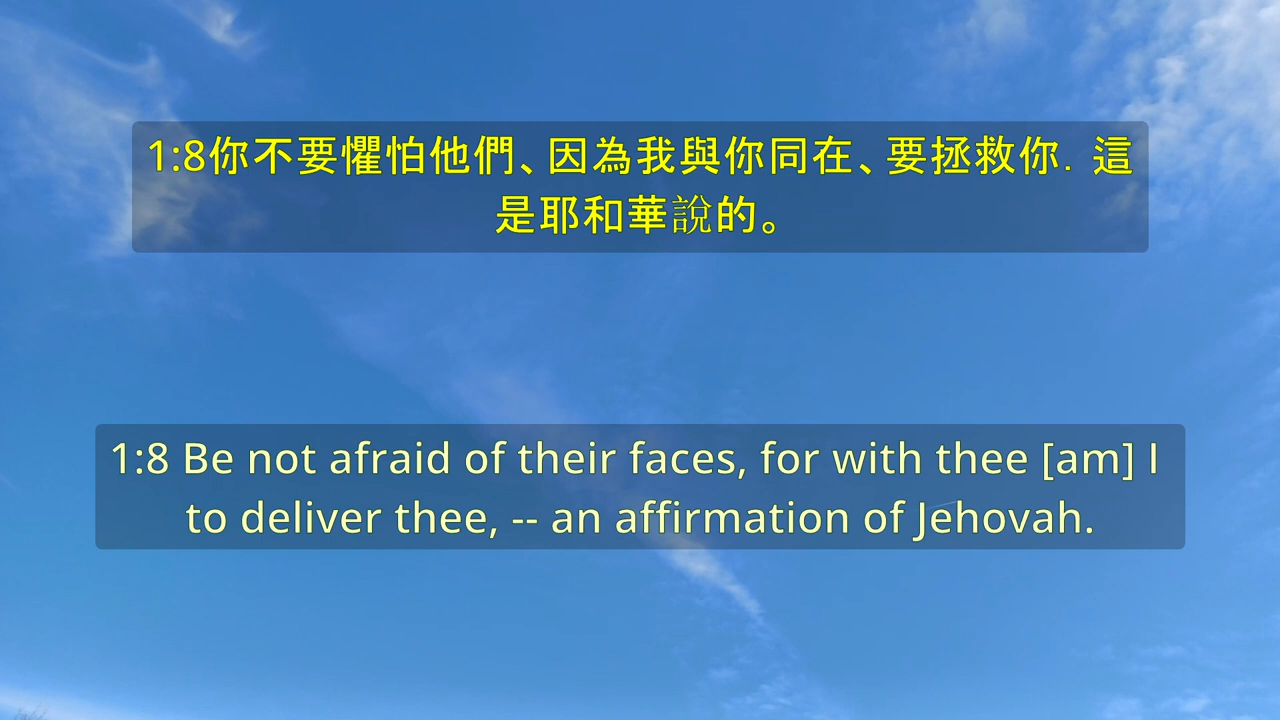 1:8你不要懼怕他們、因為我與你同在、要拯救你. 這
是耶和華說的。
1:8 Be not afraid of their faces, for with thee [am] I
to deliver thee, -- an affirmation of Jehovah.